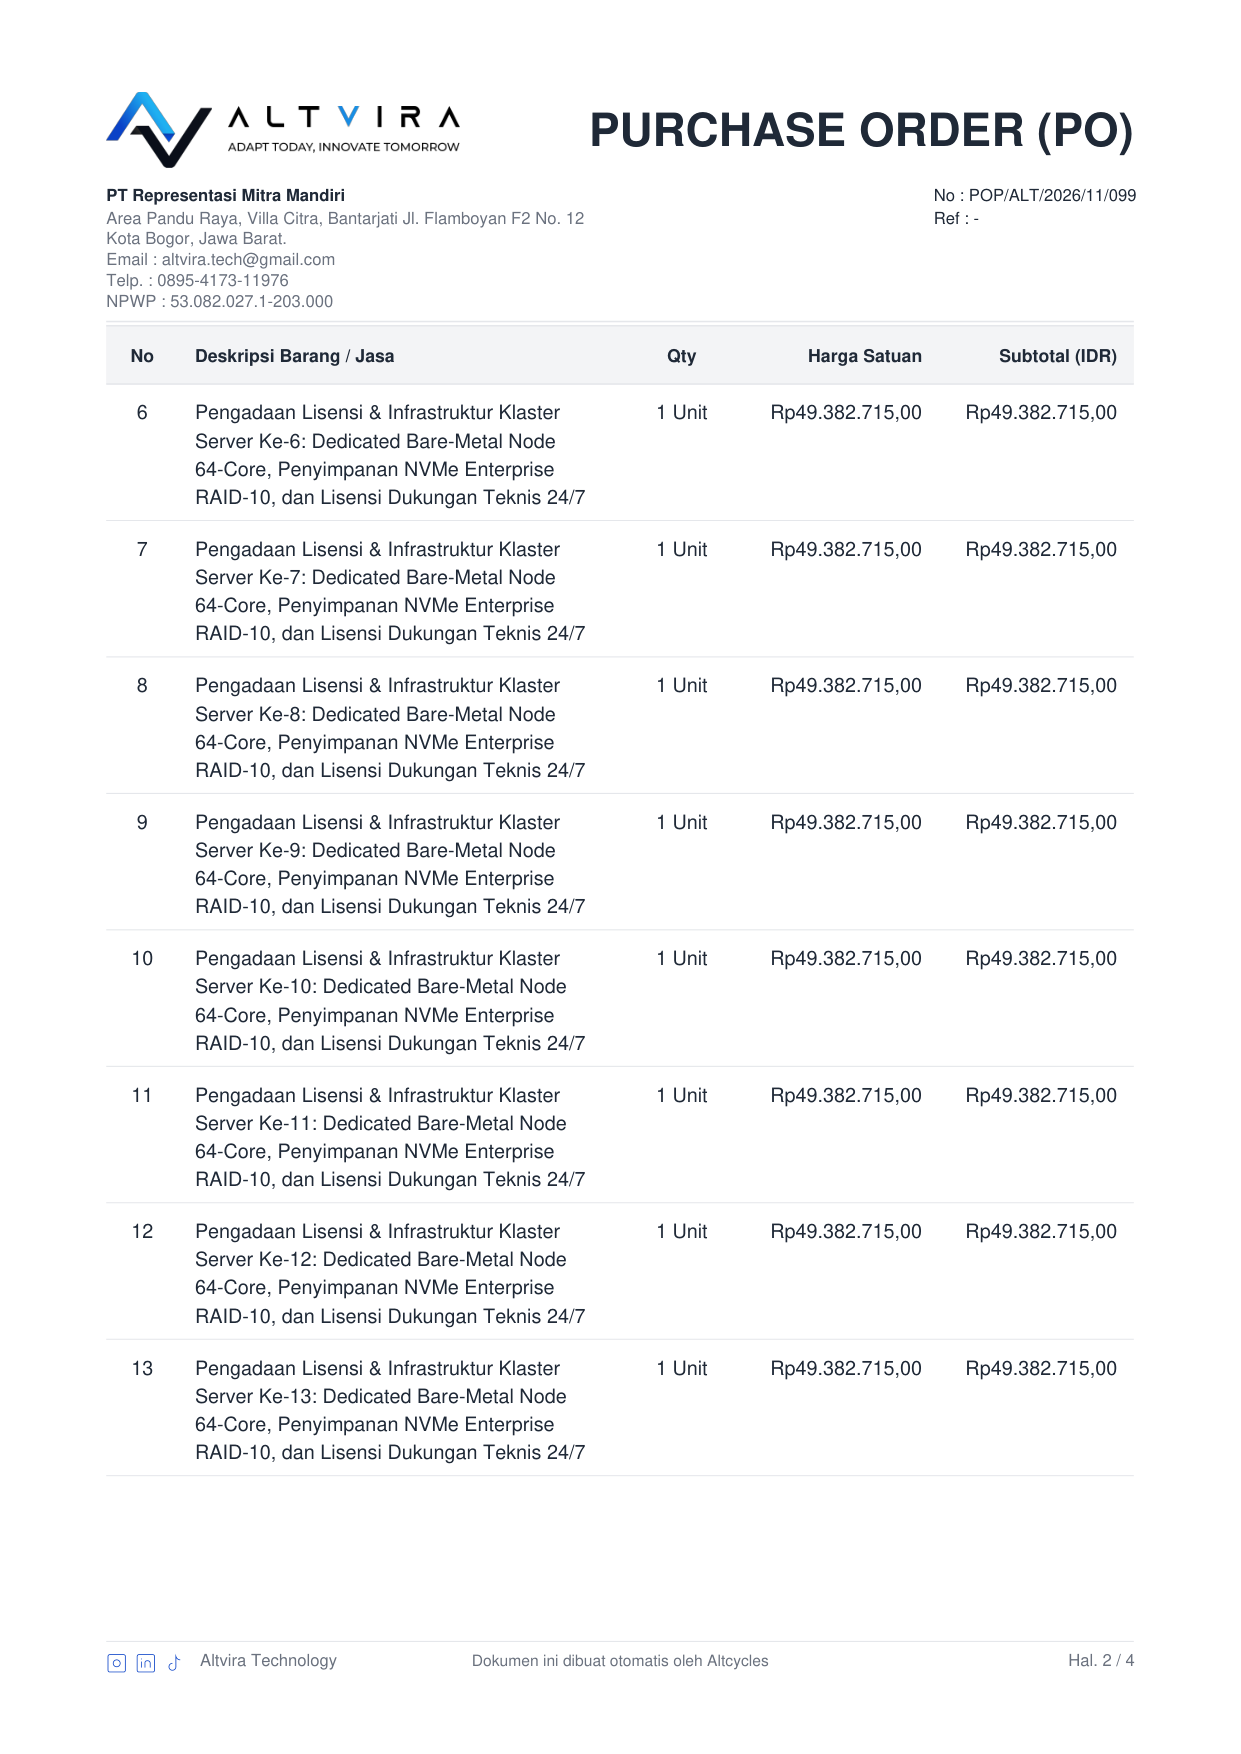 ALTVIRA
ADAPT TODAY, INNOVATE TOMORROW
PURCHASE ORDER (PO)
PT Representasi Mitra Mandiri
Area Pandu Raya, Villa Citra, Bantarjati Jl. Flamboyan F2 No. 12
Kota Bogor, Jawa Barat.
Email : altvira.tech@gmail.com
Telp. : 0895-4173-11976
NPWP : 53.082.027.1-203.000
No : POP/ALT/2026/11/099
Ref : -
No Deskripsi Barang / Jasa Qty Harga Satuan Subtotal (IDR)
6 Pengadaan Lisensi & Infrastruktur Klaster 1 Unit Rp49.382.715,00 Rp49.382.715,00
Server Ke-6: Dedicated Bare-Metal Node
64-Core, Penyimpanan NVMe Enterprise
RAID-10, dan Lisensi Dukungan Teknis 24/7
7 Pengadaan Lisensi & Infrastruktur Klaster 1 Unit Rp49.382.715,00 Rp49.382.715,00
Server Ke-7: Dedicated Bare-Metal Node
64-Core, Penyimpanan NVMe Enterprise
RAID-10, dan Lisensi Dukungan Teknis 24/7
8 Pengadaan Lisensi & Infrastruktur Klaster 1 Unit Rp49.382.715,00 Rp49.382.715,00
Server Ke-8: Dedicated Bare-Metal Node
64-Core, Penyimpanan NVMe Enterprise
RAID-10, dan Lisensi Dukungan Teknis 24/7
9 Pengadaan Lisensi & Infrastruktur Klaster 1 Unit Rp49.382.715,00 Rp49.382.715,00
Server Ke-9: Dedicated Bare-Metal Node
64-Core, Penyimpanan NVMe Enterprise
RAID-10, dan Lisensi Dukungan Teknis 24/7
10 Pengadaan Lisensi & Infrastruktur Klaster 1 Unit Rp49.382.715,00 Rp49.382.715,00
Server Ke-10: Dedicated Bare-Metal Node
64-Core, Penyimpanan NVMe Enterprise
RAID-10, dan Lisensi Dukungan Teknis 24/7
11 Pengadaan Lisensi & Infrastruktur Klaster 1 Unit Rp49.382.715,00 Rp49.382.715,00
Server Ke-11: Dedicated Bare-Metal Node
64-Core, Penyimpanan NVMe Enterprise
RAID-10, dan Lisensi Dukungan Teknis 24/7
12 Pengadaan Lisensi & Infrastruktur Klaster 1 Unit Rp49.382.715,00 Rp49.382.715,00
Server Ke-12: Dedicated Bare-Metal Node
64-Core, Penyimpanan NVMe Enterprise
RAID-10, dan Lisensi Dukungan Teknis 24/7
13 Pengadaan Lisensi & Infrastruktur Klaster 1 Unit Rp49.382.715,00 Rp49.382.715,00
Server Ke-13: Dedicated Bare-Metal Node
64-Core, Penyimpanan NVMe Enterprise
RAID-10, dan Lisensi Dukungan Teknis 24/7
Altvira Technology Dokumen ini dibuat otomatis oleh Altcycles Hal. 2 / 4